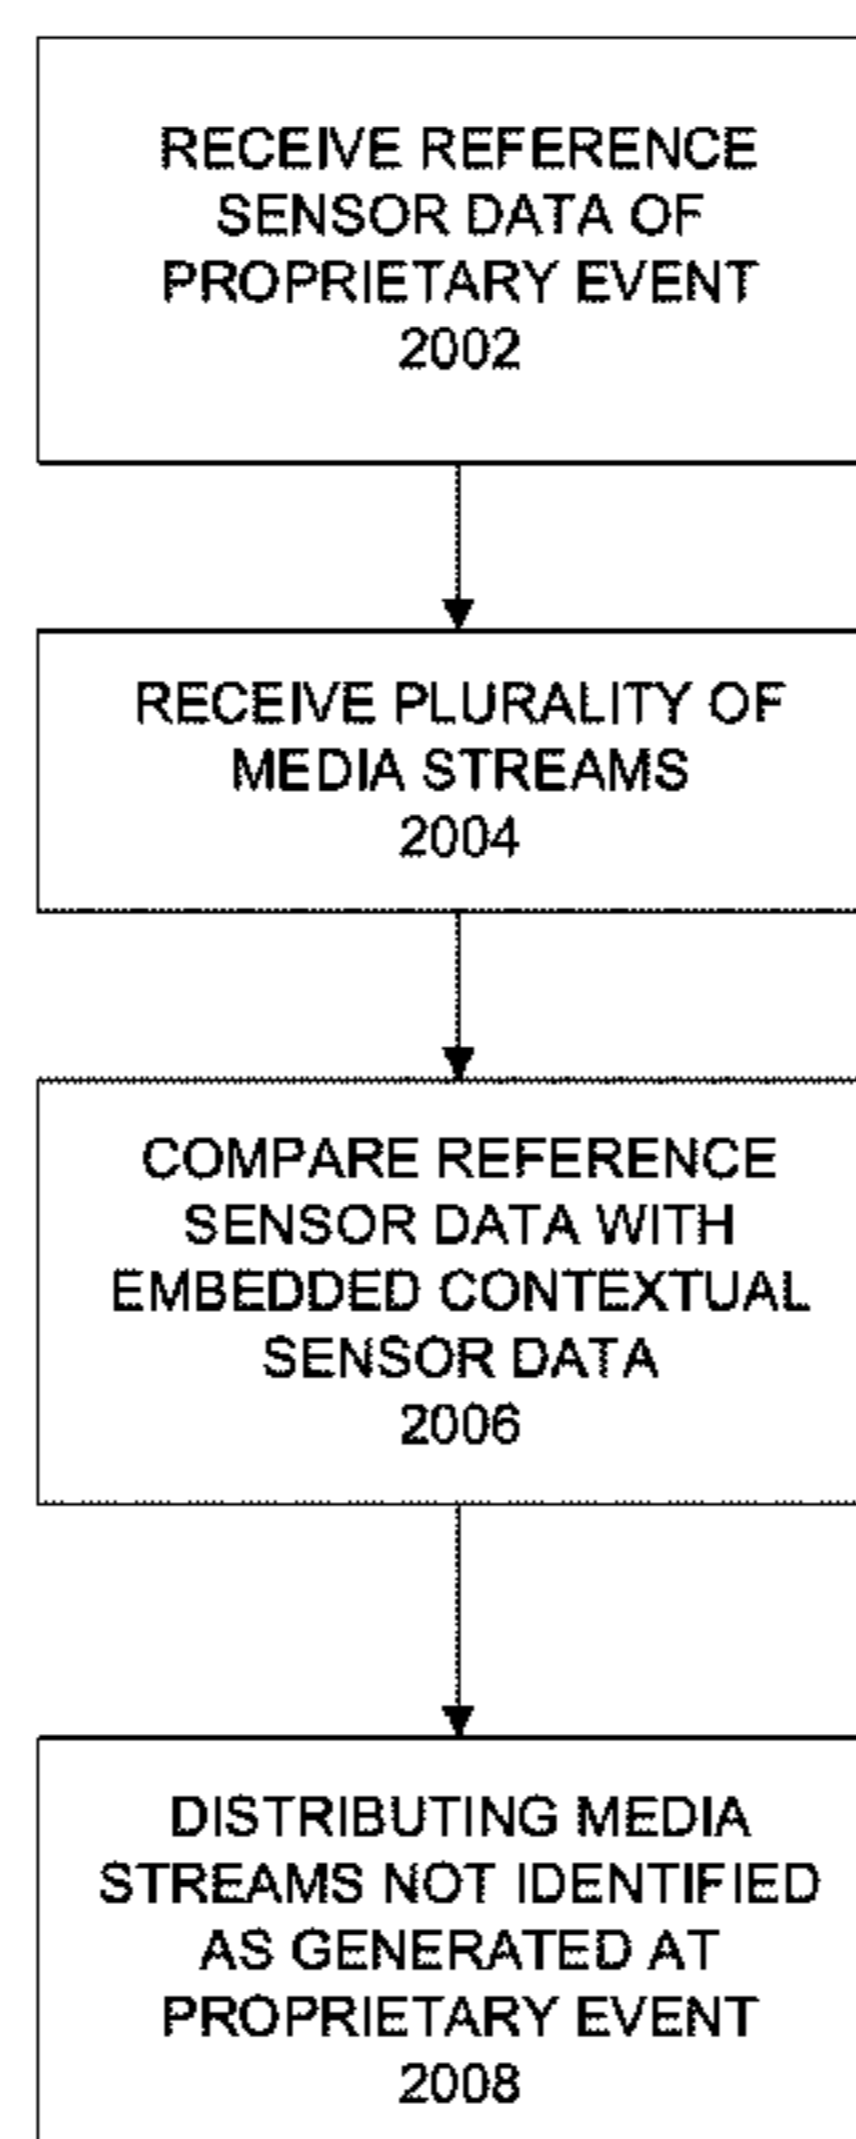 RECEIVE REFERENCE
SENSOR DATA OF
PROPRIETARY EVENT
2002
RECEIVE PLURALITY OF
MEDIA STREAMS
2004
COMPARE REFERENCE
SENSOR DATA WITH
EMBEDDED CONTEXTUAL
SENSOR DATA
2006
DISTRIBUTING MEDIA
STREAMS NOT IDENTIFIED
AS GENERATED AT
PROPRIETARY EVENT
2008